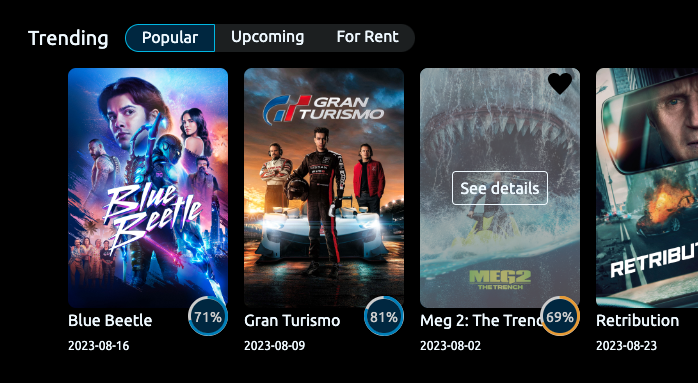 Trending
Popular
Upcoming
For Rent
Blue
Beetle
GRAN
TURISMO
See details
MEG2
THE TRENCH
RETRIBUT
71%
81%
69%
Blue Beetle
Gran Turismo
Meg 2: The Trenc
Retribution
2023-08-16
2023-08-09
2023-08-02
2023-08-23